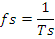 fs = 1/Ts